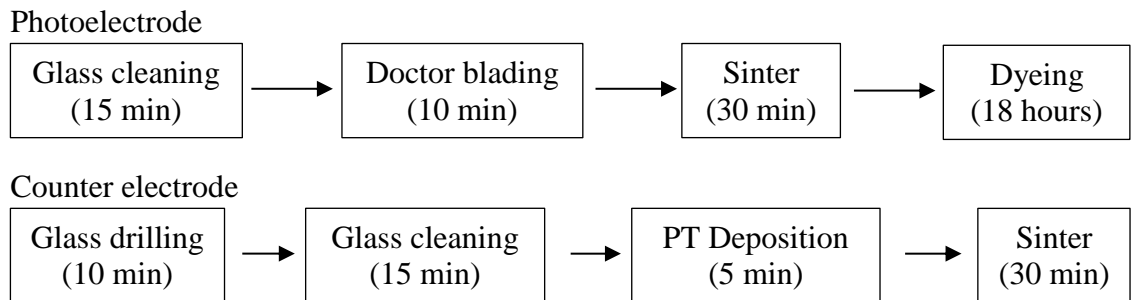 Photoelectrode
Glass cleaning
(15 min)
Doctor blading
(10 min)
Sinter
(30 min)
Dyeing
(18 hours)
Counter electrode
Glass drilling
(10 min)
Glass cleaning
(15 min)
PT Deposition
(5 min)
Sinter
(30 min)